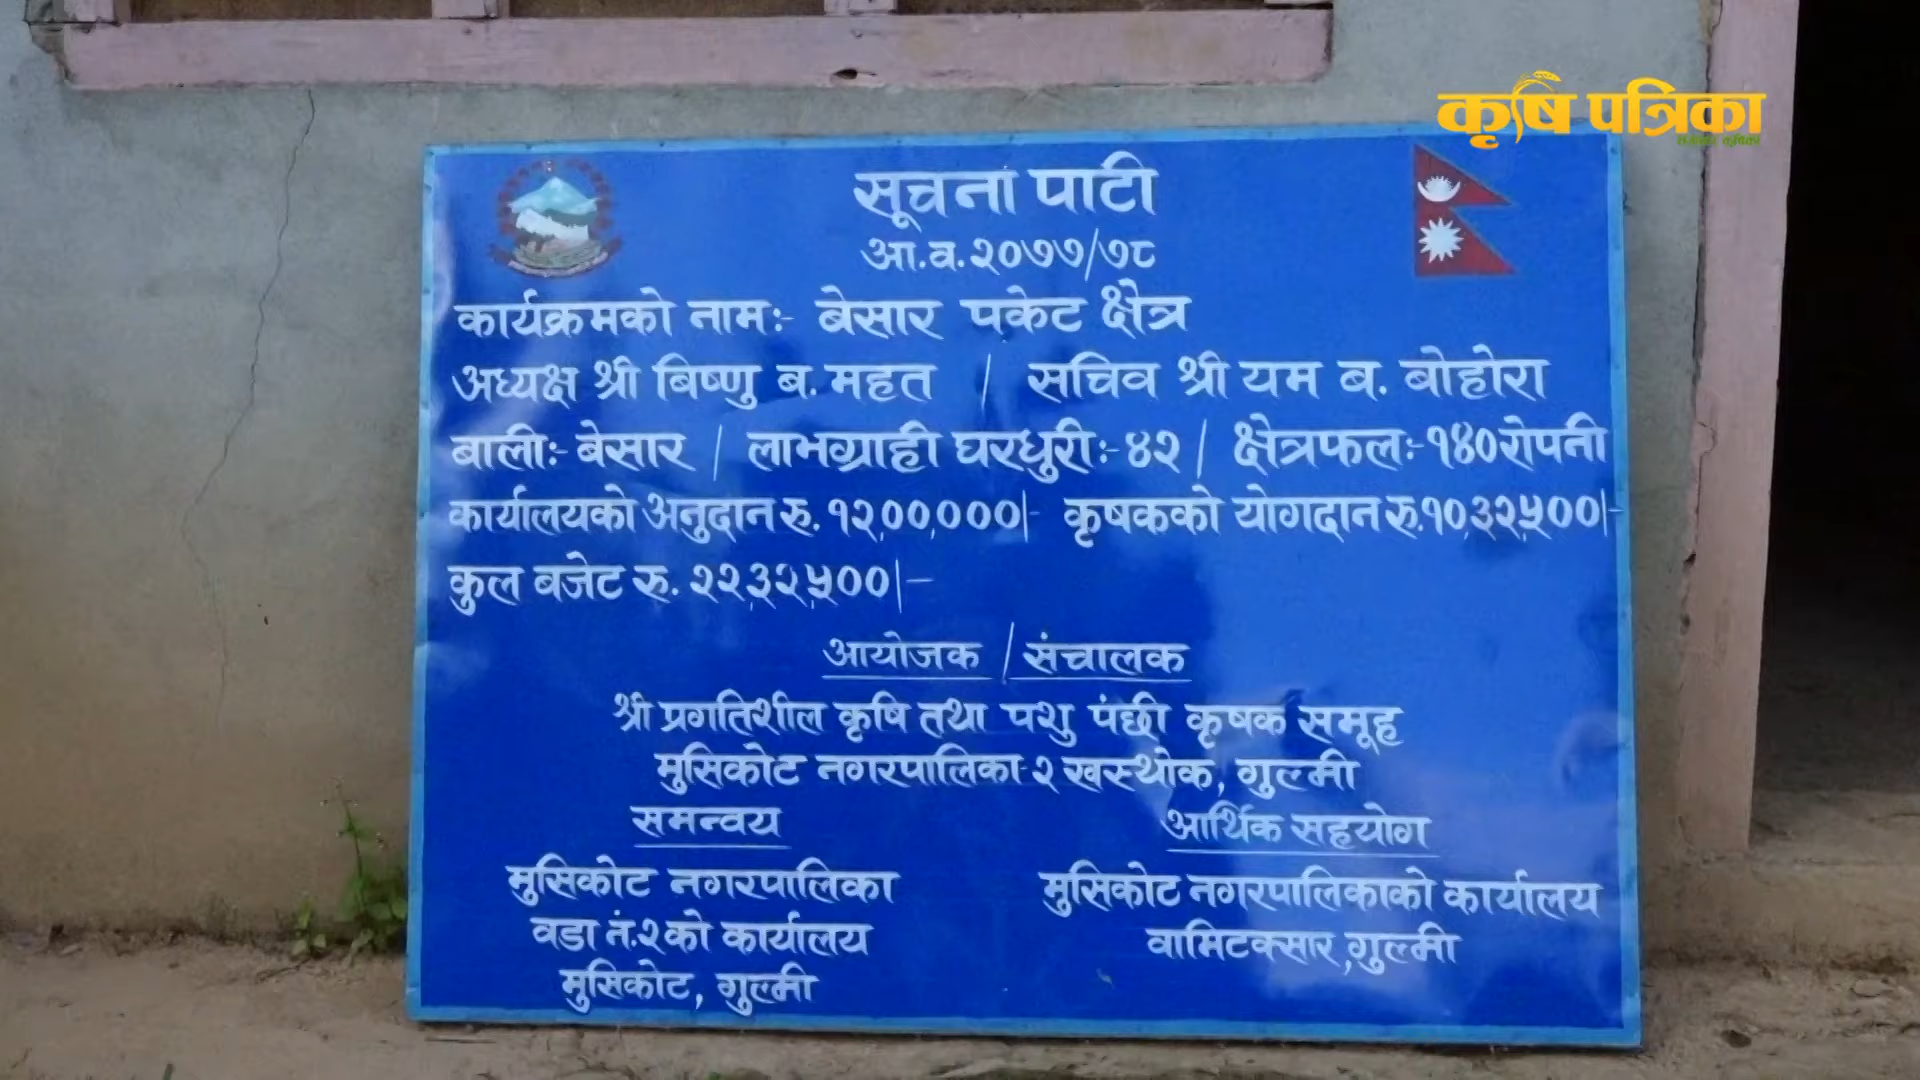 कृषि पत्रिका
सूचना पाटी
आ.व.२०७७/७८
कार्यक्रमको नामः- बेसार पकेट क्षेत्र
अध्यक्ष श्री बिष्णु ब. महत / सचिव श्री यम ब. बोहोरा
बालीः- बेसार / लाभग्राही घरधुरीः- ४२ / क्षेत्रफलः- १४० रोपनी
कार्यालयको अनुदान रु. १२,००,०००|- कृषकको योगदान रु.१०,३२,५००|-
कुल बजेट रु. २२,३२,५००|-
आयोजक / संचालक
श्री प्रगतिशील कृषि तथा पशु पंछी कृषक समूह
मुसिकोट नगरपालिका-२ खस्थोक, गुल्मी
समन्वय
आर्थिक सहयोग
मुसिकोट नगरपालिका
मुसिकोट नगरपालिकाको कार्यालय
वडा नं.२को कार्यालय
वामिटक्सार,गुल्मी
मुसिकोट, गुल्मी